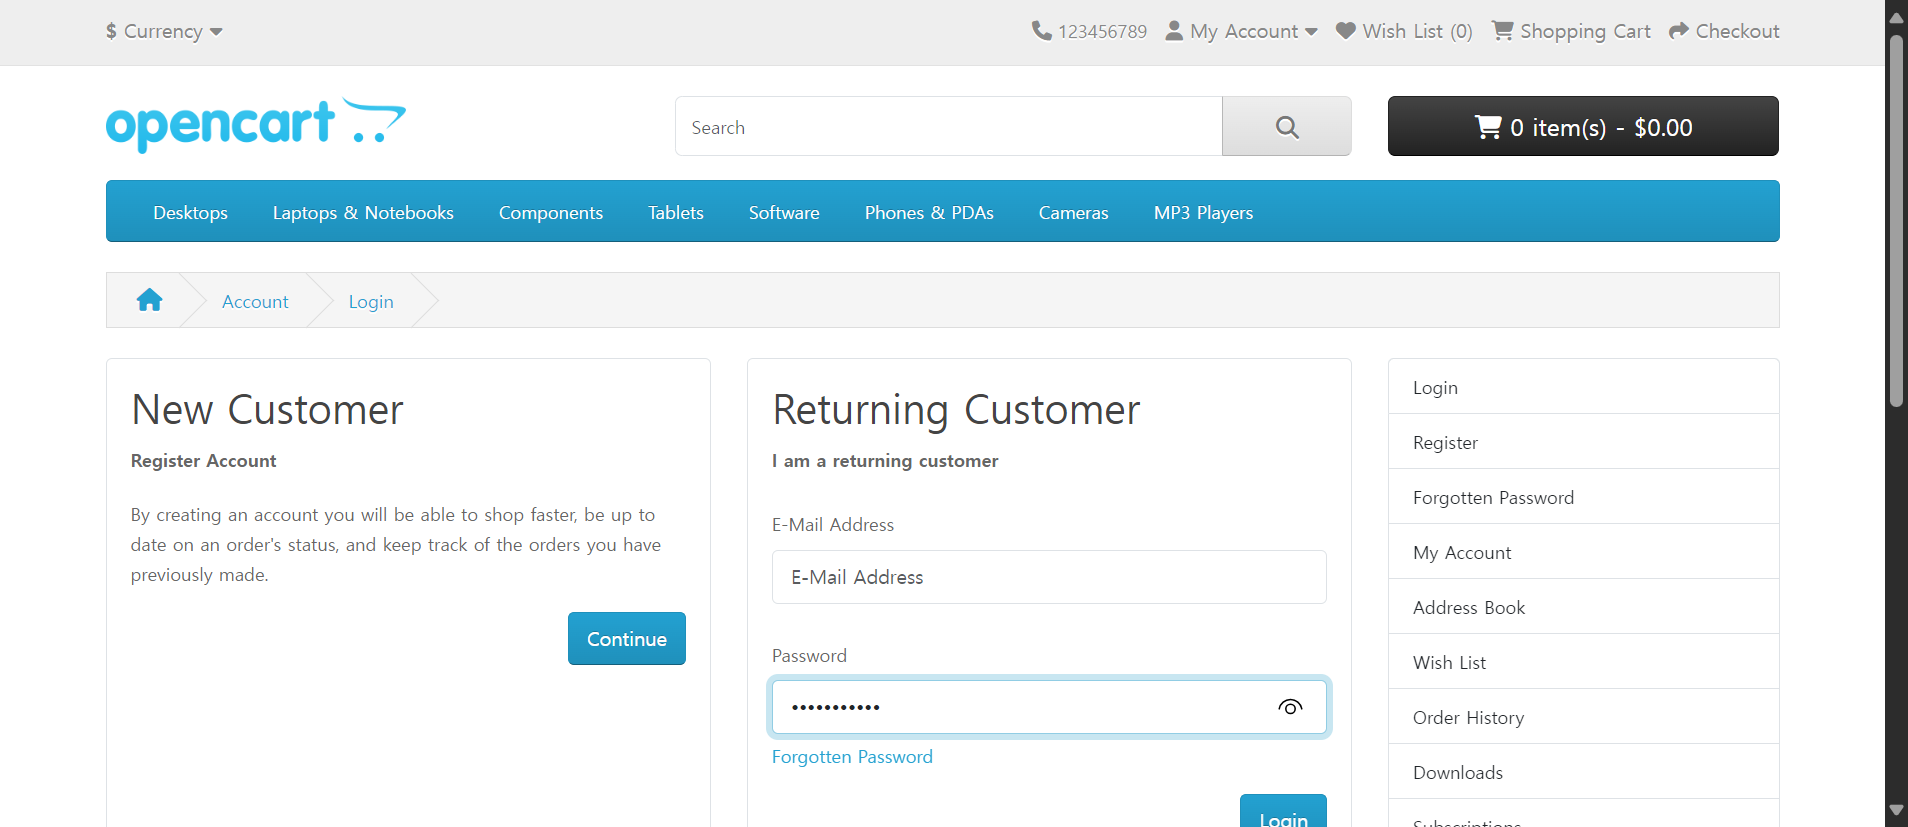 $ Currency
123456789 My Account Wish List (0) Shopping Cart Checkout
opencart
Search
0 item(s) - $0.00
Desktops Laptops & Notebooks Components Tablets Software Phones & PDAs Cameras MP3 Players
Account Login
New Customer
Register Account
By creating an account you will be able to shop faster, be up to
date on an order's status, and keep track of the orders you have
previously made.
Continue
Returning Customer
I am a returning customer
E-Mail Address
E-Mail Address
Password
•••••••••••
Forgotten Password
Login
Login
Register
Forgotten Password
My Account
Address Book
Wish List
Order History
Downloads
Subscriptions